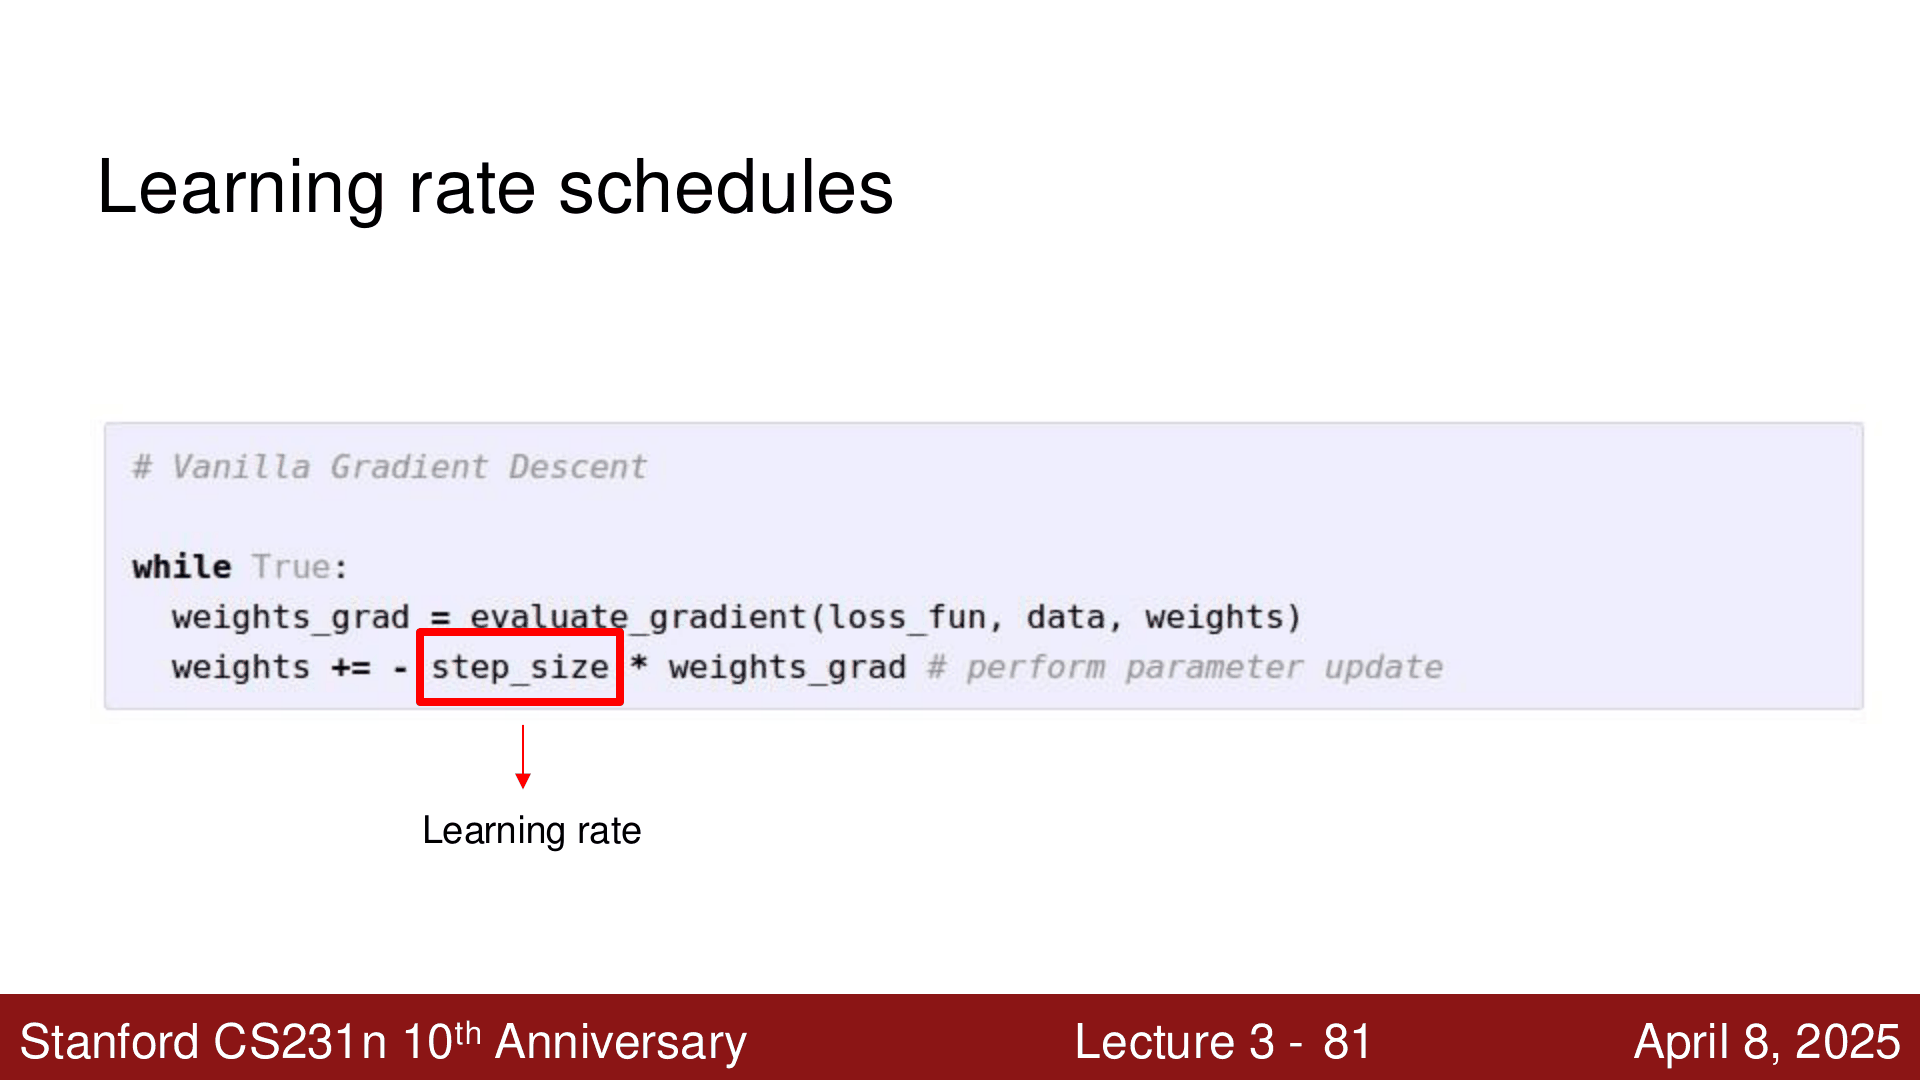 Learning rate schedules
# Vanilla Gradient Descent
while True:
weights_grad = evaluate_gradient(loss_fun, data, weights)
weights += - step_size * weights_grad # perform parameter update
Learning rate
Stanford CS231n 10th Anniversary
Lecture 3 - 81
April 8, 2025